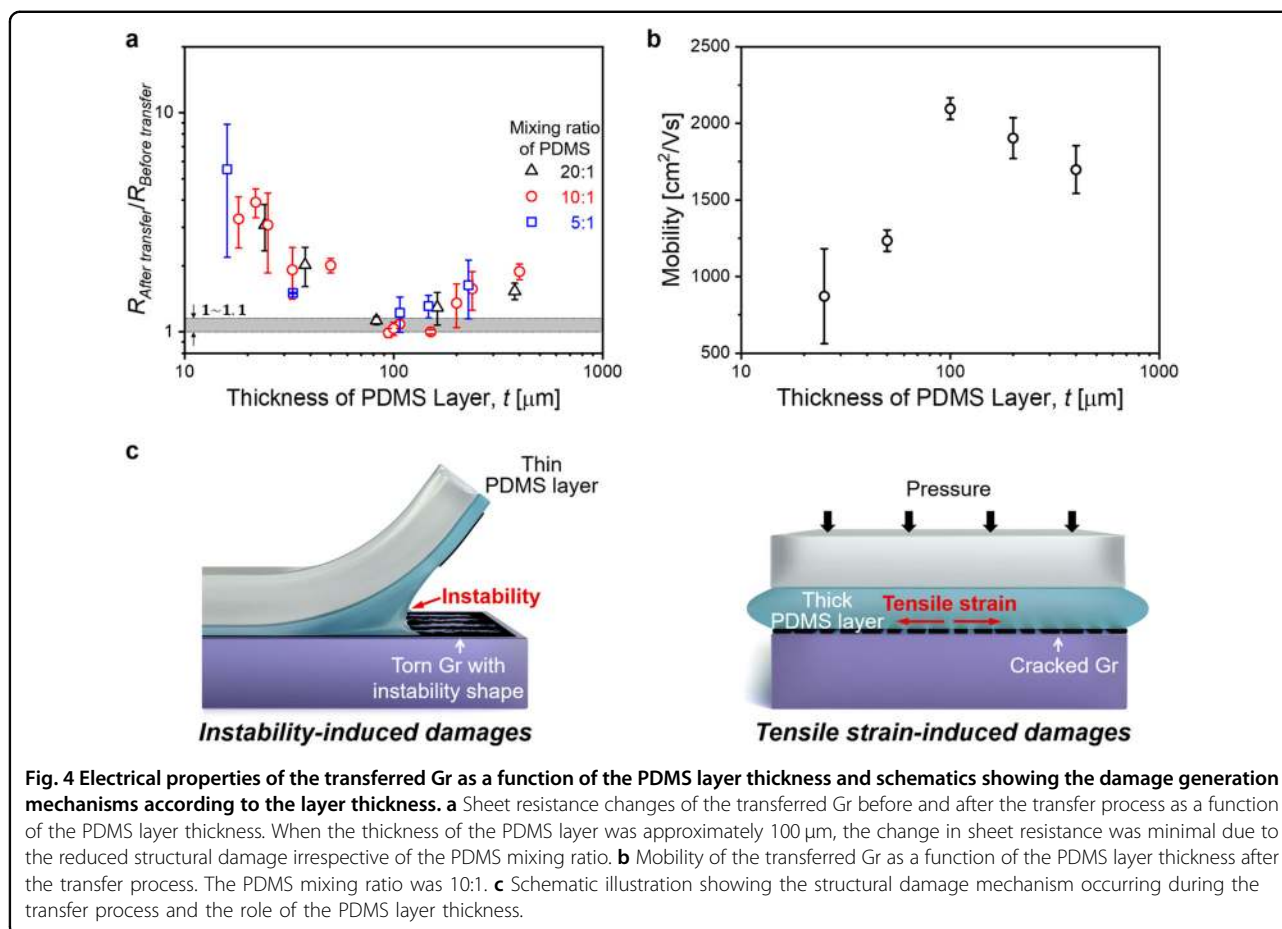 a
R After transfer/R Before transfer
10
1
1~1.1
Mixing ratio
of PDMS
20:1
10:1
5:1
10
100
1000
Thickness of PDMS Layer, t [μm]
b
Mobility [cm²/Vs]
2500
2000
1500
1000
500
10
100
1000
Thickness of PDMS Layer, t [μm]
c
Thin
PDMS layer
Instability
Torn Gr with
instability shape
Instability-induced damages
Pressure
Thick
PDMS layer
Tensile strain
Cracked Gr
Tensile strain-induced damages
Fig. 4 Electrical properties of the transferred Gr as a function of the PDMS layer thickness and schematics showing the damage generation
mechanisms according to the layer thickness. a Sheet resistance changes of the transferred Gr before and after the transfer process as a function
of the PDMS layer thickness. When the thickness of the PDMS layer was approximately 100 μm, the change in sheet resistance was minimal due to
the reduced structural damage irrespective of the PDMS mixing ratio. b Mobility of the transferred Gr as a function of the PDMS layer thickness after
the transfer process. The PDMS mixing ratio was 10:1. c Schematic illustration showing the structural damage mechanism occurring during the
transfer process and the role of the PDMS layer thickness.